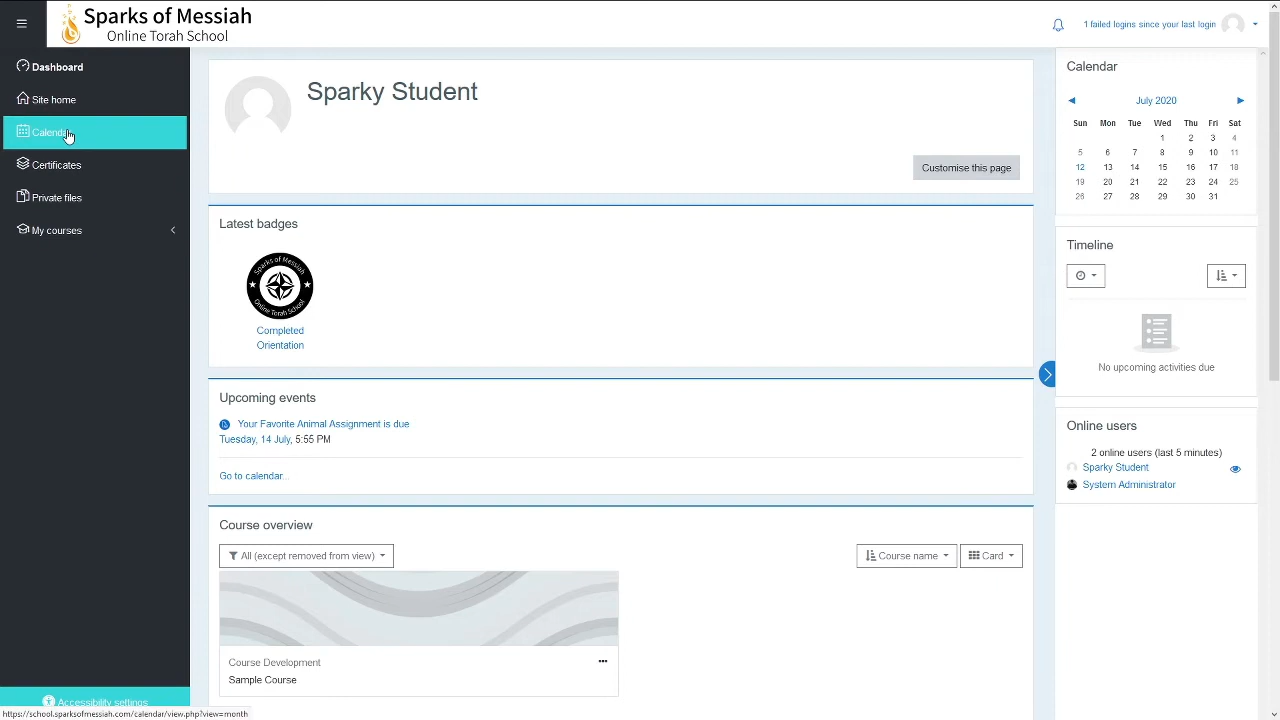 Sparks of Messiah
Online Torah School
1 failed logins since your last login
Dashboard
Site home
Calendar
Certificates
Private files
My courses
Accessibility settings
https://school.sparksofmessiah.com/calendar/view.php?view=month
Sparky Student
Customise this page
Latest badges
Sparks of Messiah
Online Torah School
Completed
Orientation
Upcoming events
Your Favorite Animal Assignment is due
Tuesday, 14 July, 5:55 PM
Go to calendar...
Course overview
All (except removed from view)
Course name
Card
Course Development
Sample Course
Calendar
◀ July 2020 ▶
Sun Mon Tue Wed Thu Fri Sat
1 2 3 4
5 6 7 8 9 10 11
12 13 14 15 16 17 18
19 20 21 22 23 24 25
26 27 28 29 30 31
Timeline
No upcoming activities due
Online users
2 online users (last 5 minutes)
Sparky Student
System Administrator